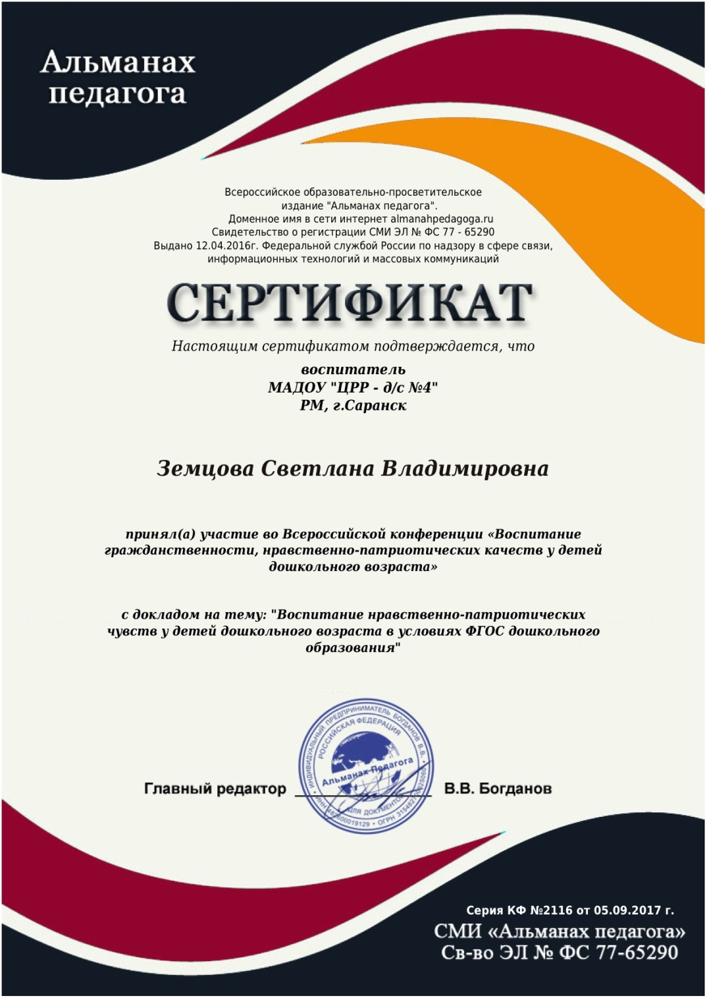 Альманах
педагога
Всероссийское образовательно-просветительское
издание "Альманах педагога".
Доменное имя в сети интернет almanahpedagoga.ru
Свидетельство о регистрации СМИ ЭЛ № ФС 77 - 65290
Выдано 12.04.2016г. Федеральной службой России по надзору в сфере связи,
информационных технологий и массовых коммуникаций
СЕРТИФИКАТ
Настоящим сертификатом подтверждается, что
воспитатель
МАДОУ "ЦРР - д/с №4"
РМ, г.Саранск
Земцова Светлана Владимировна
принял(а) участие во Всероссийской конференции «Воспитание
гражданственности, нравственно-патриотических качеств у детей
дошкольного возраста»
с докладом на тему: "Воспитание нравственно-патриотических
чувств у детей дошкольного возраста в условиях ФГОС дошкольного
образования"
ИНДИВИДУАЛЬНЫЙ ПРЕДПРИНИМАТЕЛЬ БОГДАНОВ В.В.
РОССИЙСКАЯ ФЕДЕРАЦИЯ
Альманах Педагога
ДЛЯ ДОКУМЕНТОВ
ИНН • ОГРН
Главный редактор В.В. Богданов
Серия КФ №2116 от 05.09.2017 г.
СМИ «Альманах педагога»
Св-во ЭЛ № ФС 77-65290